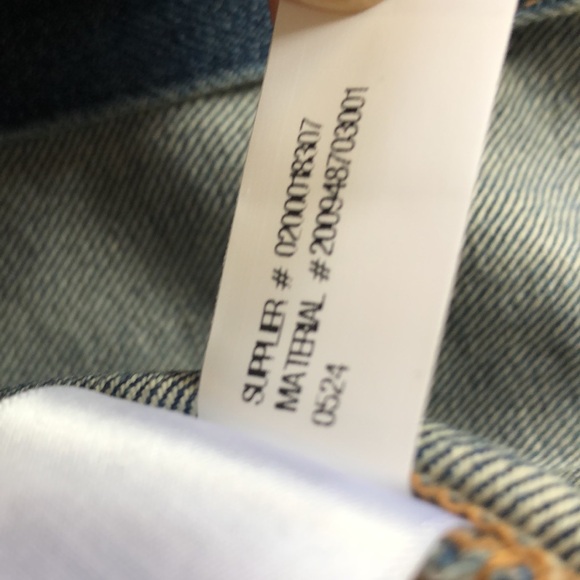 SUPPLIER # 0200018307
MATERIAL # 200948703001
0524